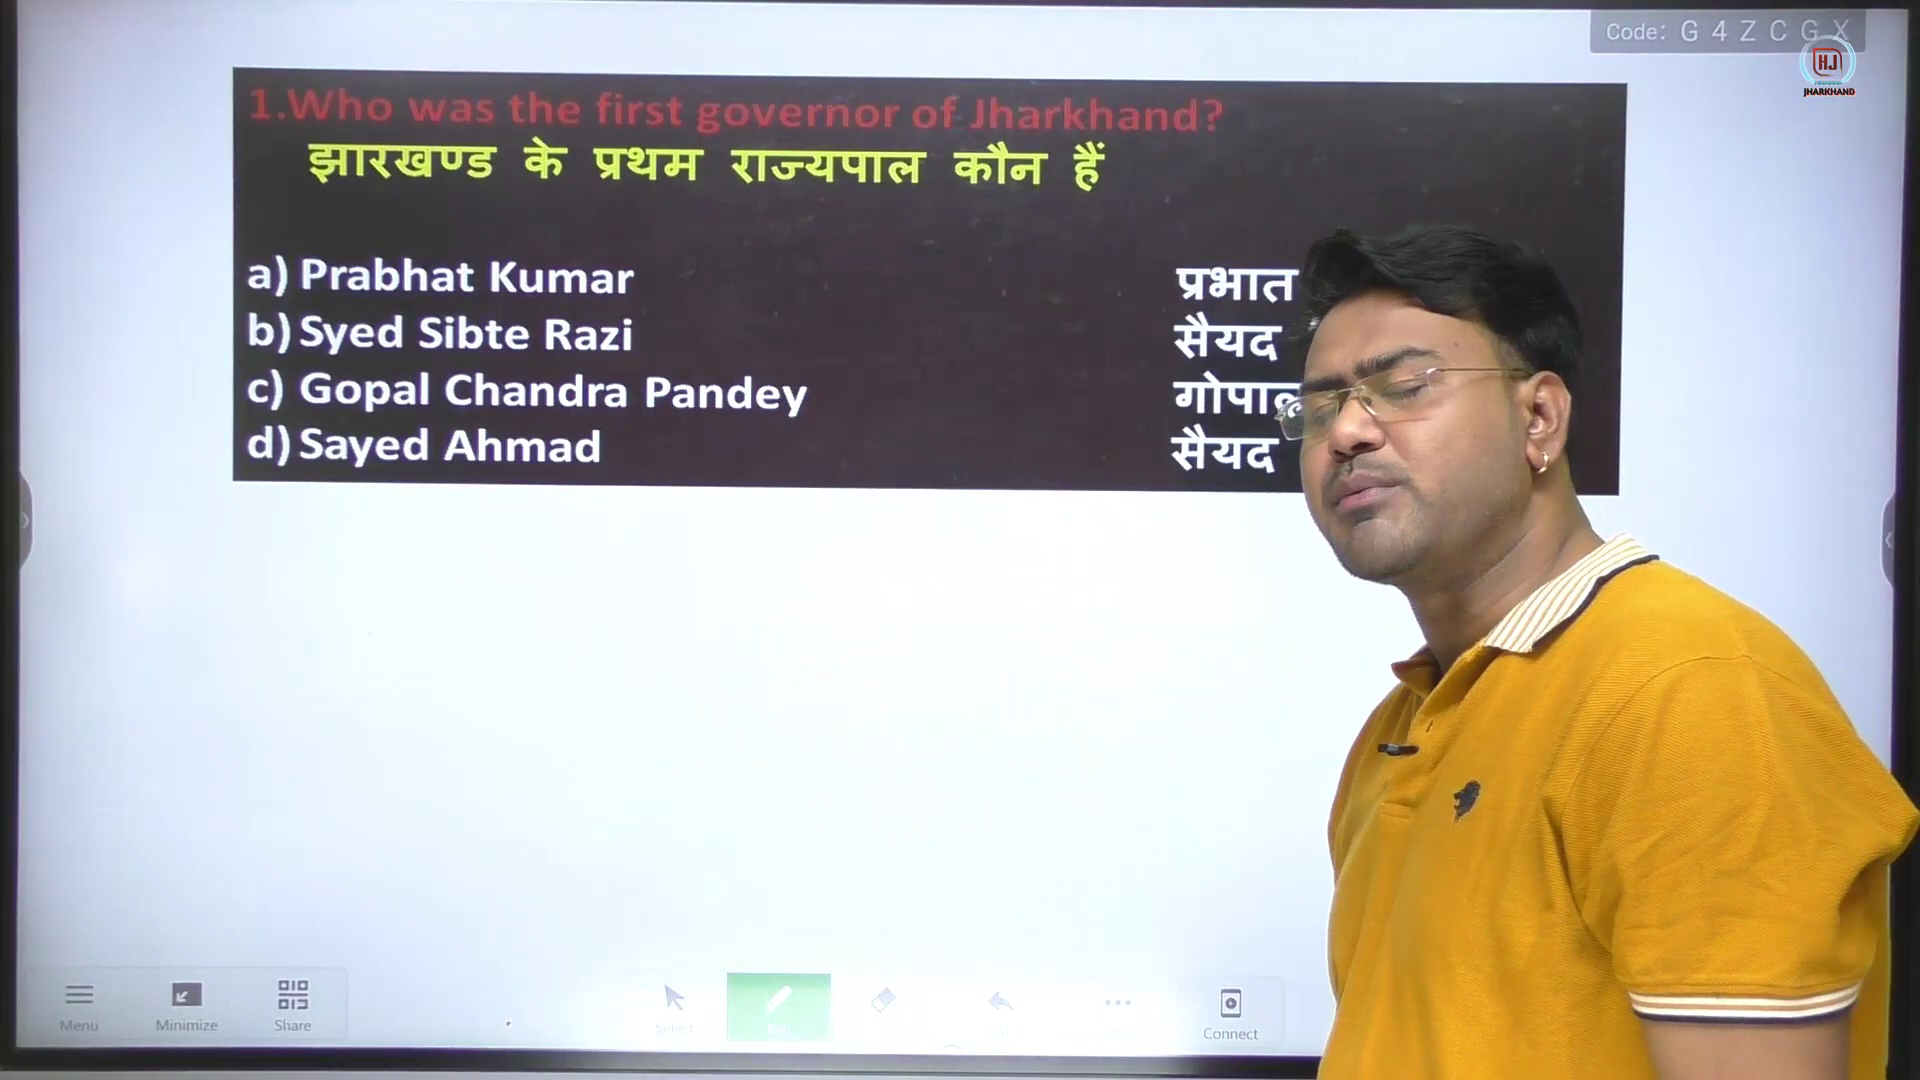 Code: G 4 Z C G X
HJ
JHARKHAND
1.Who was the first governor of Jharkhand?
झारखण्ड के प्रथम राज्यपाल कौन हैं
a) Prabhat Kumar प्रभात
b) Syed Sibte Razi सैयद
c) Gopal Chandra Pandey
d) Sayed Ahmad सैयद
Menu Minimize Share Select Connect